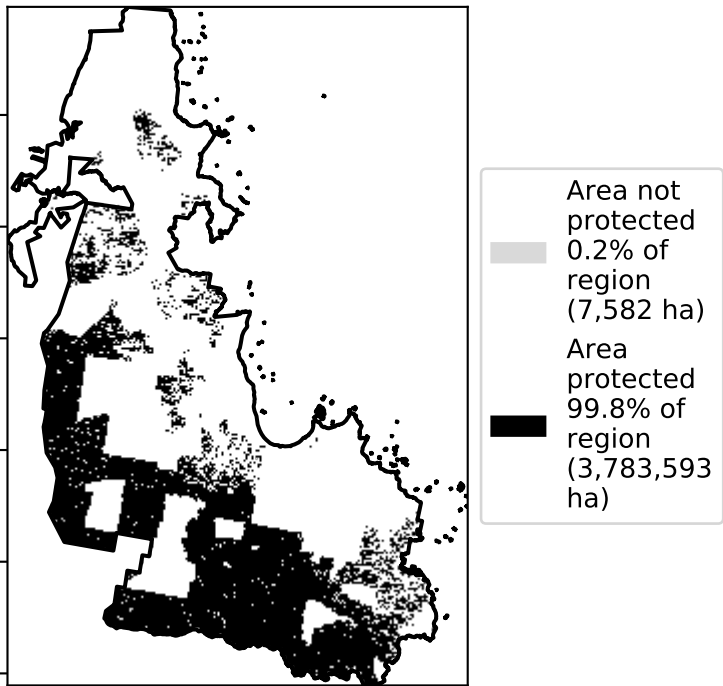 Area not
protected
0.2% of
region
(7,582 ha)
Area
protected
99.8% of
region
(3,783,593
ha)